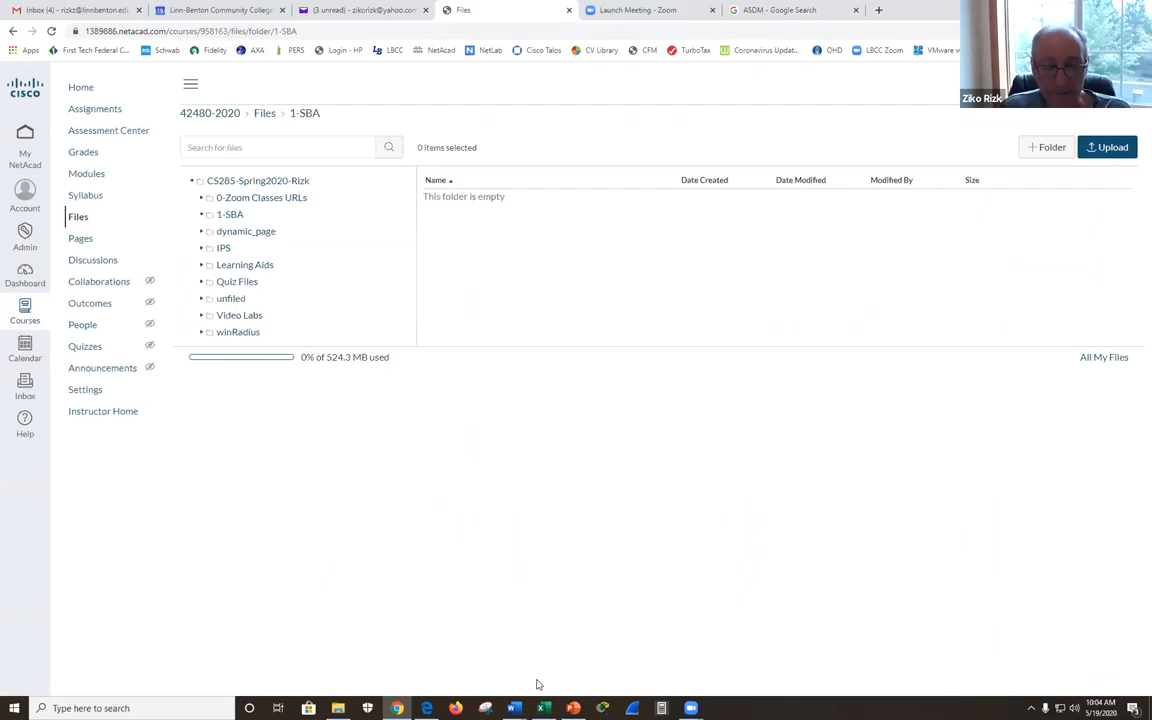 Inbox (4) - rizkz@linnbenton.ed
Linn-Benton Community College
(3 unread) - zikorizk@yahoo.com
Files
Launch Meeting - Zoom
ASDM - Google Search
1389886.netacad.com/courses/958163/files/folder/1-SBA
Apps
First Tech Federal C...
Schwab
Fidelity
AXA
PERS
Login - HP
LBCC
NetAcad
NetLab
Cisco Talos
CV Library
CFM
TurboTax
Coronavirus Updat...
OHD
LBCC Zoom
VMware v
Ziko Rizk
CISCO
My NetAcad
Account
Admin
Dashboard
Courses
Calendar
Inbox
Help
Home
Assignments
Assessment Center
Grades
Modules
Syllabus
Files
Pages
Discussions
Collaborations
Outcomes
People
Quizzes
Announcements
Settings
Instructor Home
42480-2020 › Files › 1-SBA
Search for files
0 items selected
+ Folder
Upload
CS285-Spring2020-Rizk
0-Zoom Classes URLs
1-SBA
dynamic_page
IPS
Learning Aids
Quiz Files
unfiled
Video Labs
winRadius
Name
Date Created
Date Modified
Modified By
Size
This folder is empty
0% of 524.3 MB used
All My Files
Type here to search
10:04 AM
5/19/2020